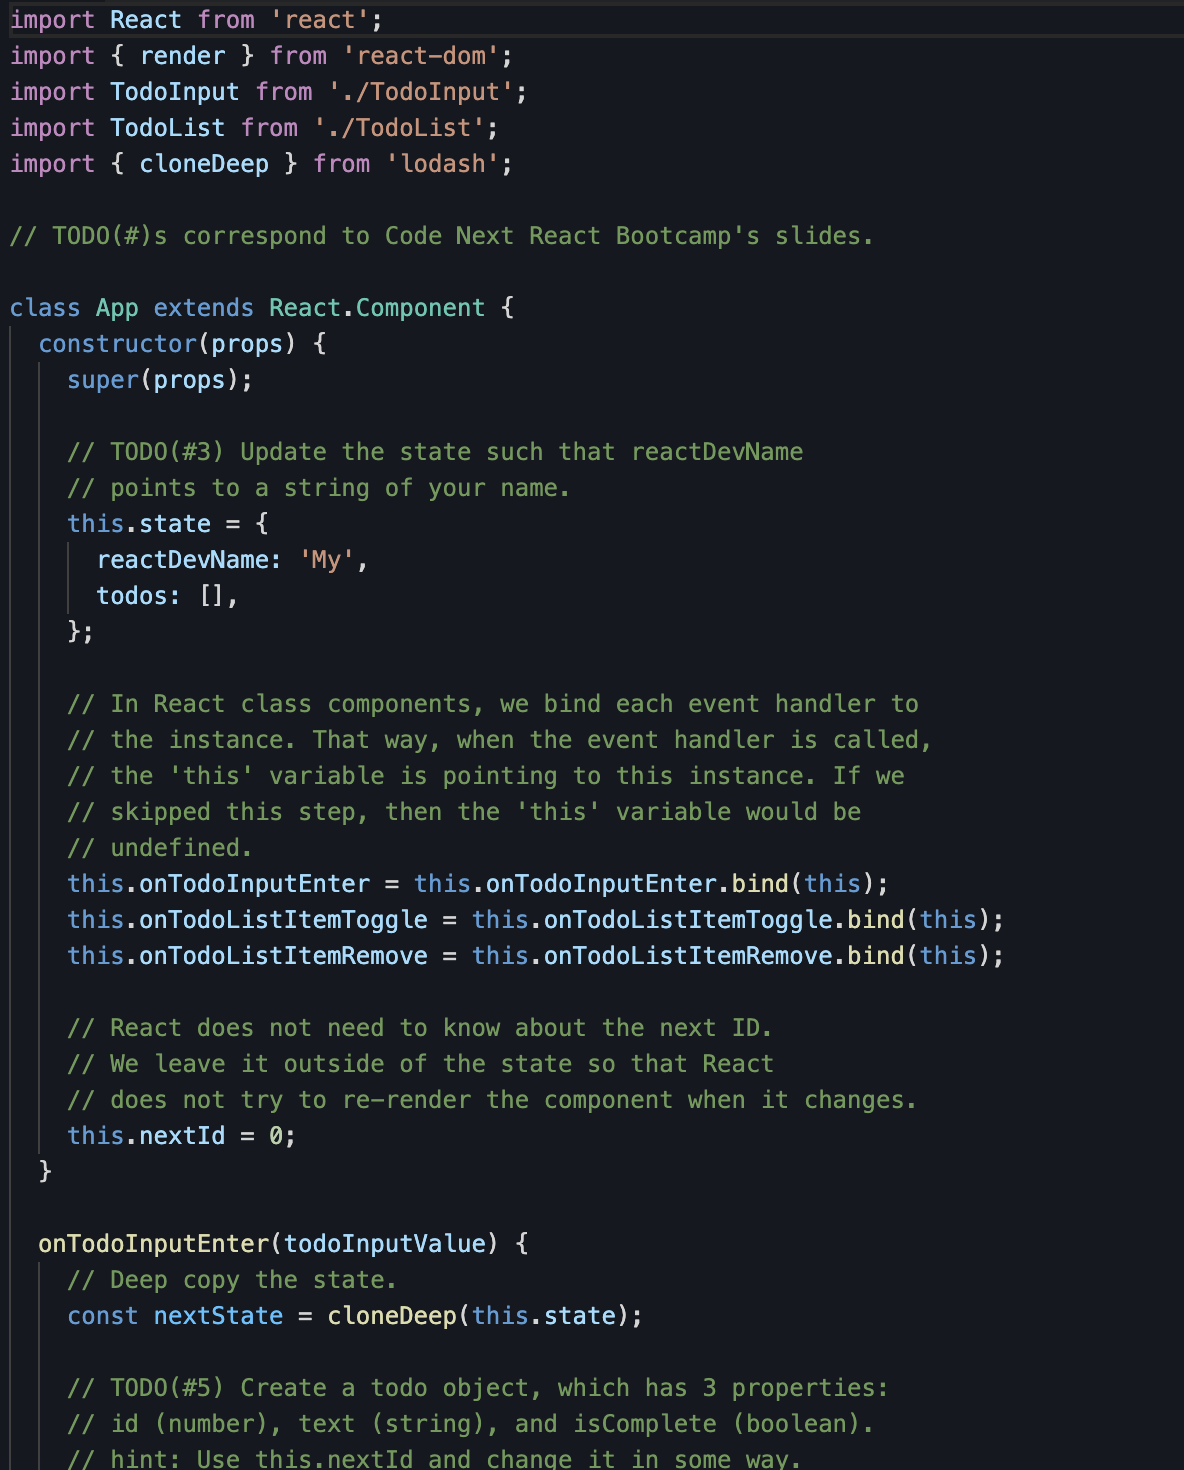 import React from 'react';
import { render } from 'react-dom';
import TodoInput from './TodoInput';
import TodoList from './TodoList';
import { cloneDeep } from 'lodash';

// TODO(#)s correspond to Code Next React Bootcamp's slides.

class App extends React.Component {
  constructor(props) {
    super(props);

    // TODO(#3) Update the state such that reactDevName
    // points to a string of your name.
    this.state = {
      reactDevName: 'My',
      todos: [],
    };

    // In React class components, we bind each event handler to
    // the instance. That way, when the event handler is called,
    // the 'this' variable is pointing to this instance. If we
    // skipped this step, then the 'this' variable would be
    // undefined.
    this.onTodoInputEnter = this.onTodoInputEnter.bind(this);
    this.onTodoListItemToggle = this.onTodoListItemToggle.bind(this);
    this.onTodoListItemRemove = this.onTodoListItemRemove.bind(this);

    // React does not need to know about the next ID.
    // We leave it outside of the state so that React
    // does not try to re-render the component when it changes.
    this.nextId = 0;
  }

  onTodoInputEnter(todoInputValue) {
    // Deep copy the state.
    const nextState = cloneDeep(this.state);

    // TODO(#5) Create a todo object, which has 3 properties:
    // id (number), text (string), and isComplete (boolean).
    // hint: Use this.nextId and change it in some way.